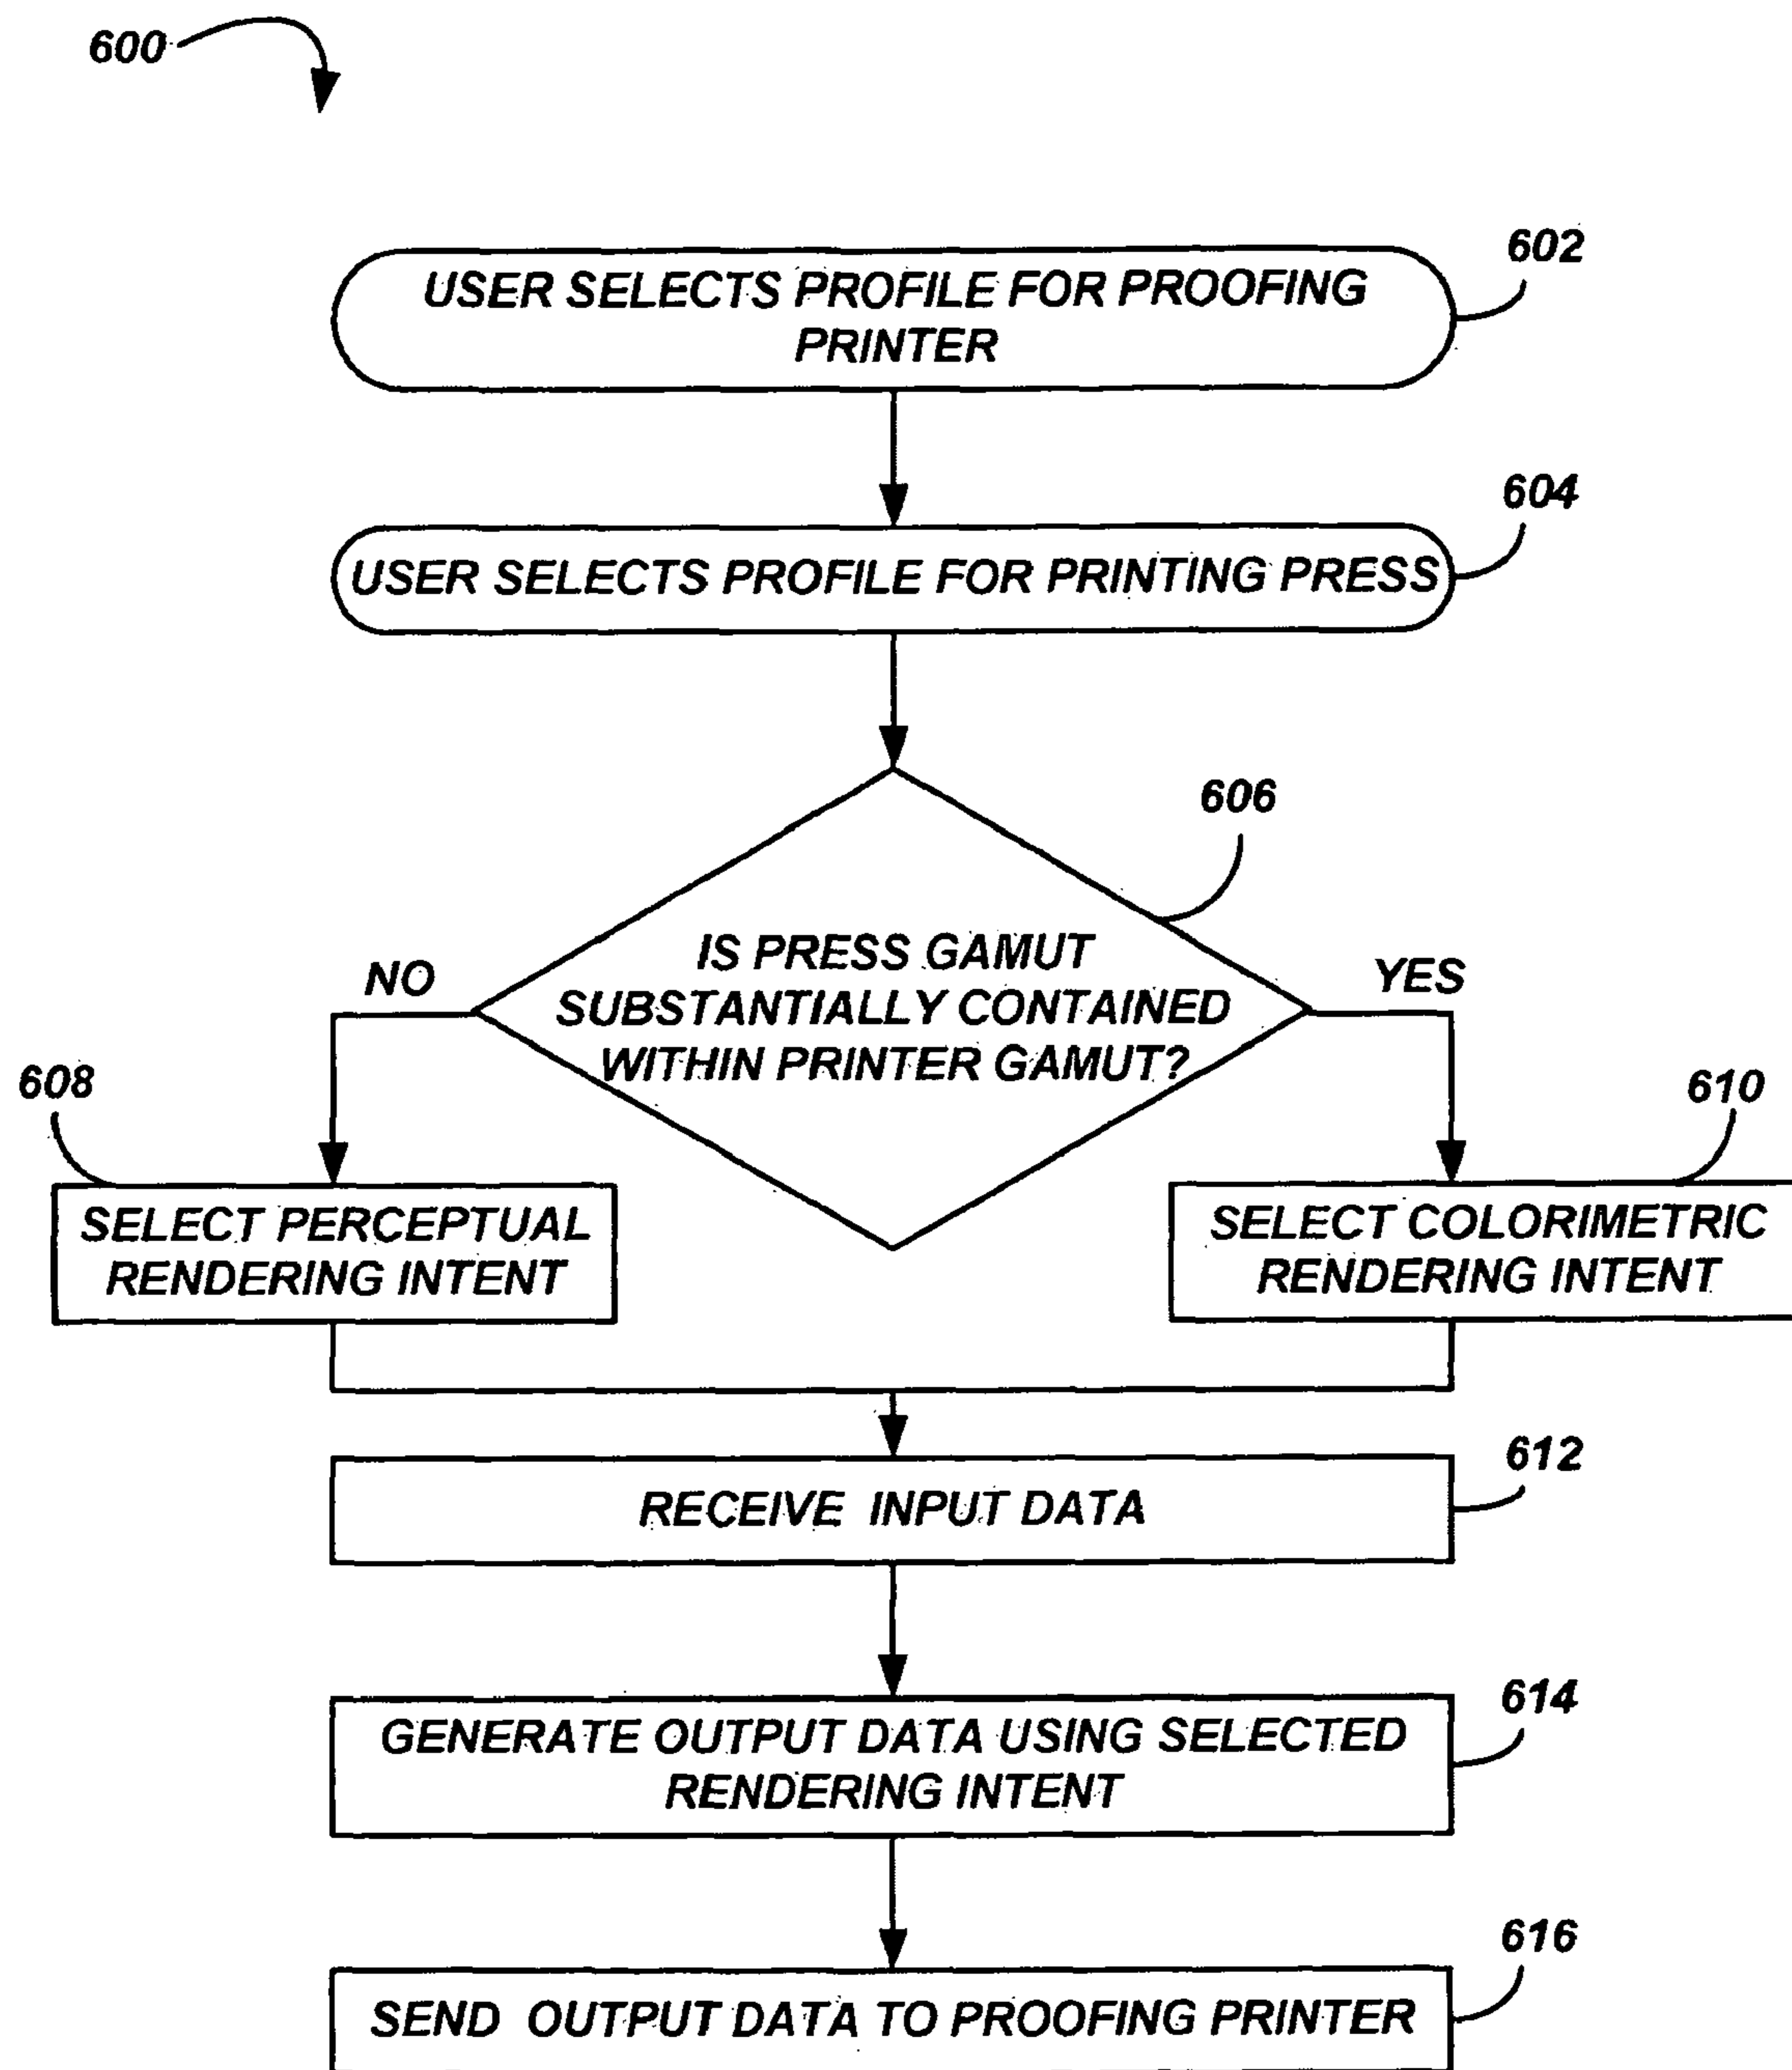 600
602
USER SELECTS PROFILE FOR PROOFING
PRINTER
604
USER SELECTS PROFILE FOR PRINTING PRESS
606
IS PRESS GAMUT
SUBSTANTIALLY CONTAINED
WITHIN PRINTER GAMUT?
NO
YES
608
610
SELECT PERCEPTUAL
RENDERING INTENT
SELECT COLORIMETRIC
RENDERING INTENT
612
RECEIVE INPUT DATA
614
GENERATE OUTPUT DATA USING SELECTED
RENDERING INTENT
616
SEND OUTPUT DATA TO PROOFING PRINTER